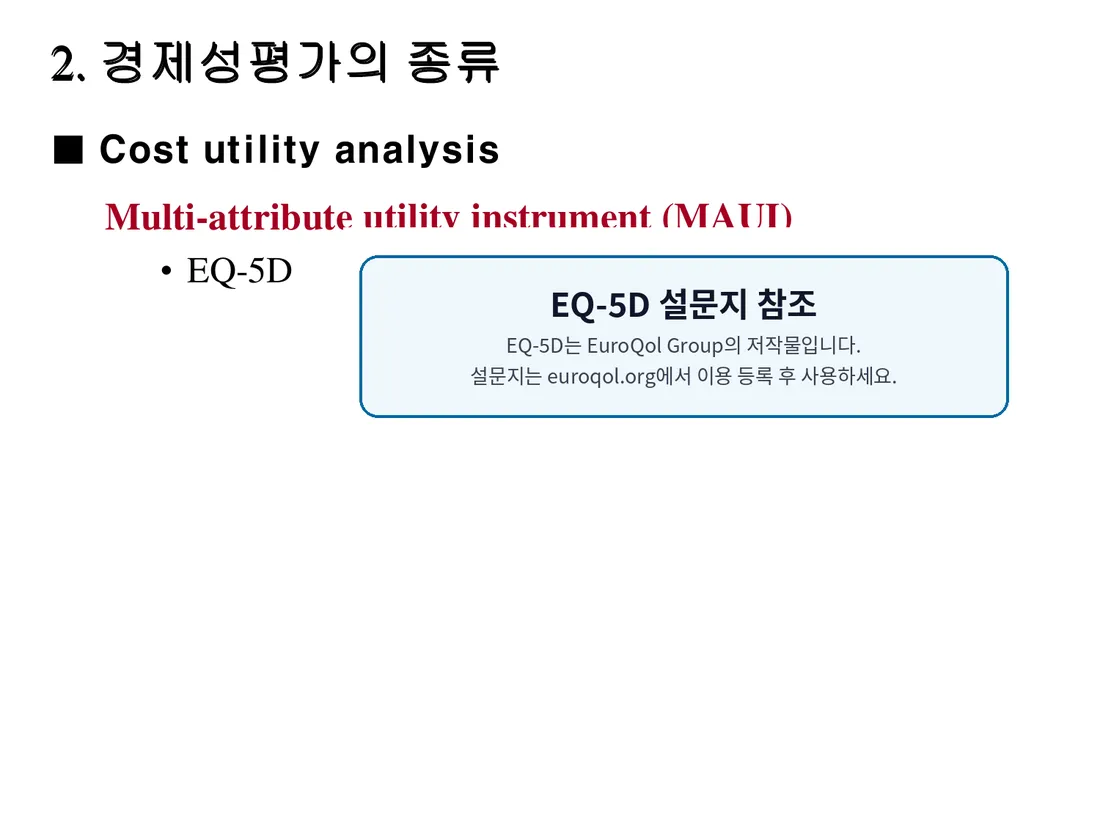 2. 경제성평가의 종류
■ Cost utility analysis
Multi-attribute utility instrument (MAUI)
• EQ-5D
EQ-5D 설문지 참조
EQ-5D는 EuroQol Group의 저작물입니다.
설문지는 euroqol.org에서 이용 등록 후 사용하세요.